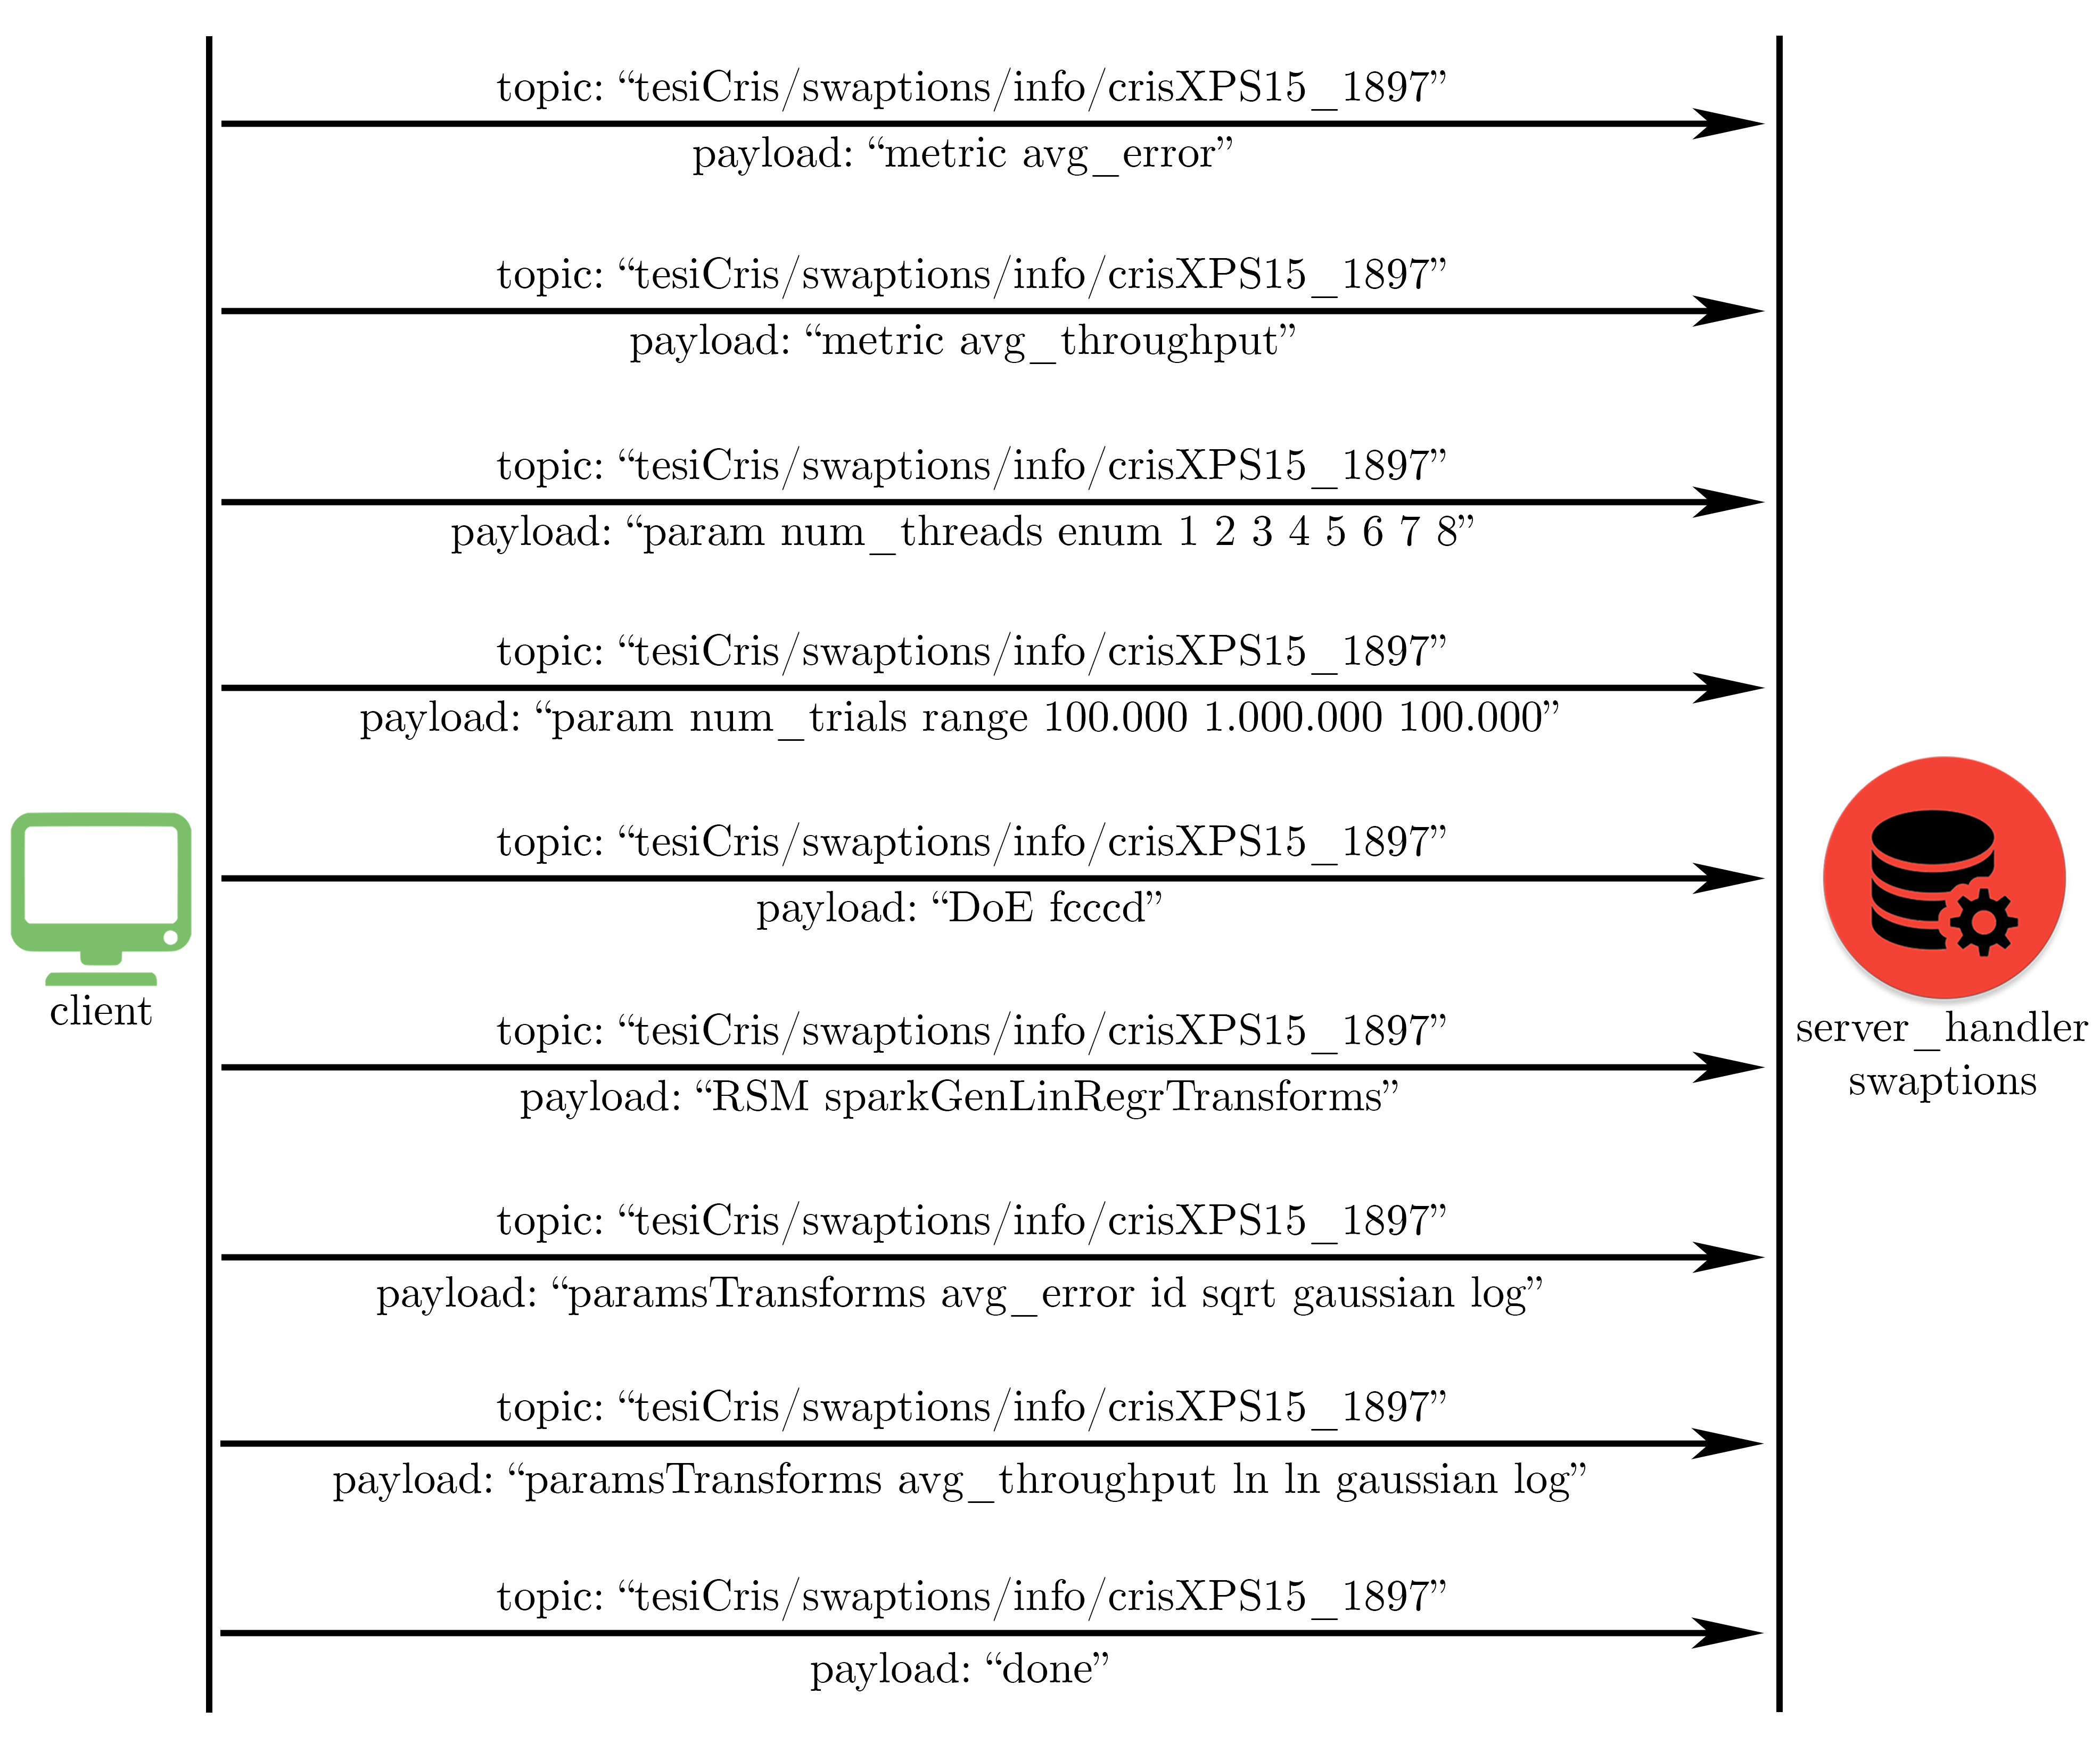 topic: “tesiCris/swaptions/info/crisXPS15_1897”
payload: “metric avg_error”
topic: “tesiCris/swaptions/info/crisXPS15_1897”
payload: “metric avg_throughput”
topic: “tesiCris/swaptions/info/crisXPS15_1897”
payload: “param num_threads enum 1 2 3 4 5 6 7 8”
topic: “tesiCris/swaptions/info/crisXPS15_1897”
payload: “param num_trials range 100.000 1.000.000 100.000”
topic: “tesiCris/swaptions/info/crisXPS15_1897”
payload: “DoE fcccd”
client
topic: “tesiCris/swaptions/info/crisXPS15_1897”
payload: “RSM sparkGenLinRegrTransforms”
server_handler
swaptions
topic: “tesiCris/swaptions/info/crisXPS15_1897”
payload: “paramsTransforms avg_error id sqrt gaussian log”
topic: “tesiCris/swaptions/info/crisXPS15_1897”
payload: “paramsTransforms avg_throughput ln ln gaussian log”
topic: “tesiCris/swaptions/info/crisXPS15_1897”
payload: “done”